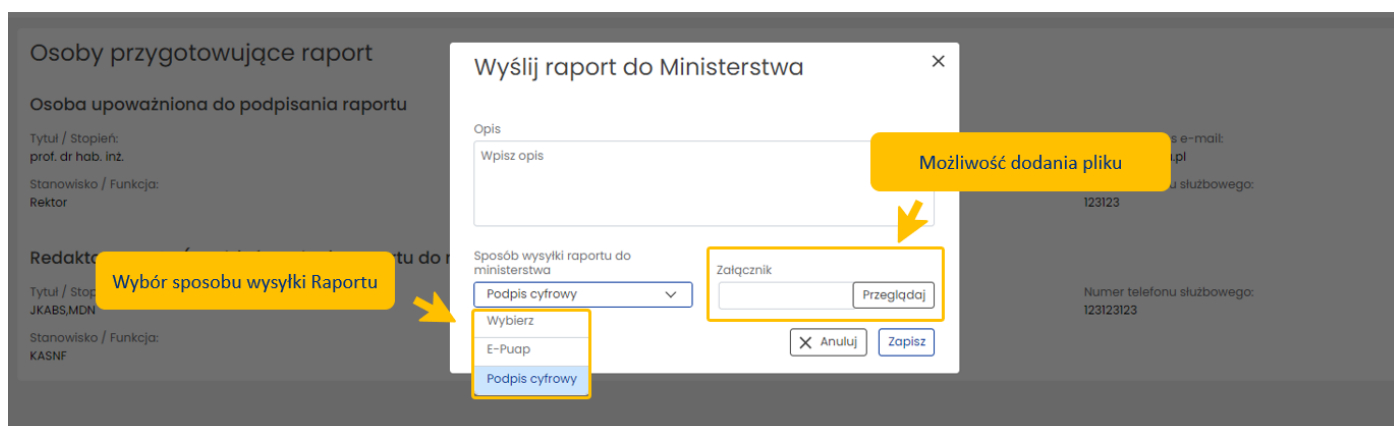 Osoby przygotowujące raport
Osoba upoważniona do podpisania raportu
Tytuł / Stopień:
prof. dr hab. inż.
Stanowisko / Funkcja:
Rektor
Redakto
tu do r
Tytuł / Stop
JKABS,MDN
Stanowisko / Funkcja:
KASNF
Wybór sposobu wysyłki Raportu
Wyślij raport do Ministerstwa
Opis
Wpisz opis
Sposób wysyłki raportu do
ministerstwa
Podpis cyfrowy
Wybierz
E-Puap
Podpis cyfrowy
Załącznik
Przeglądaj
Anuluj
Zapisz
Możliwość dodania pliku
s e-mail:
.pl
u służbowego:
123123
Numer telefonu służbowego:
123123123